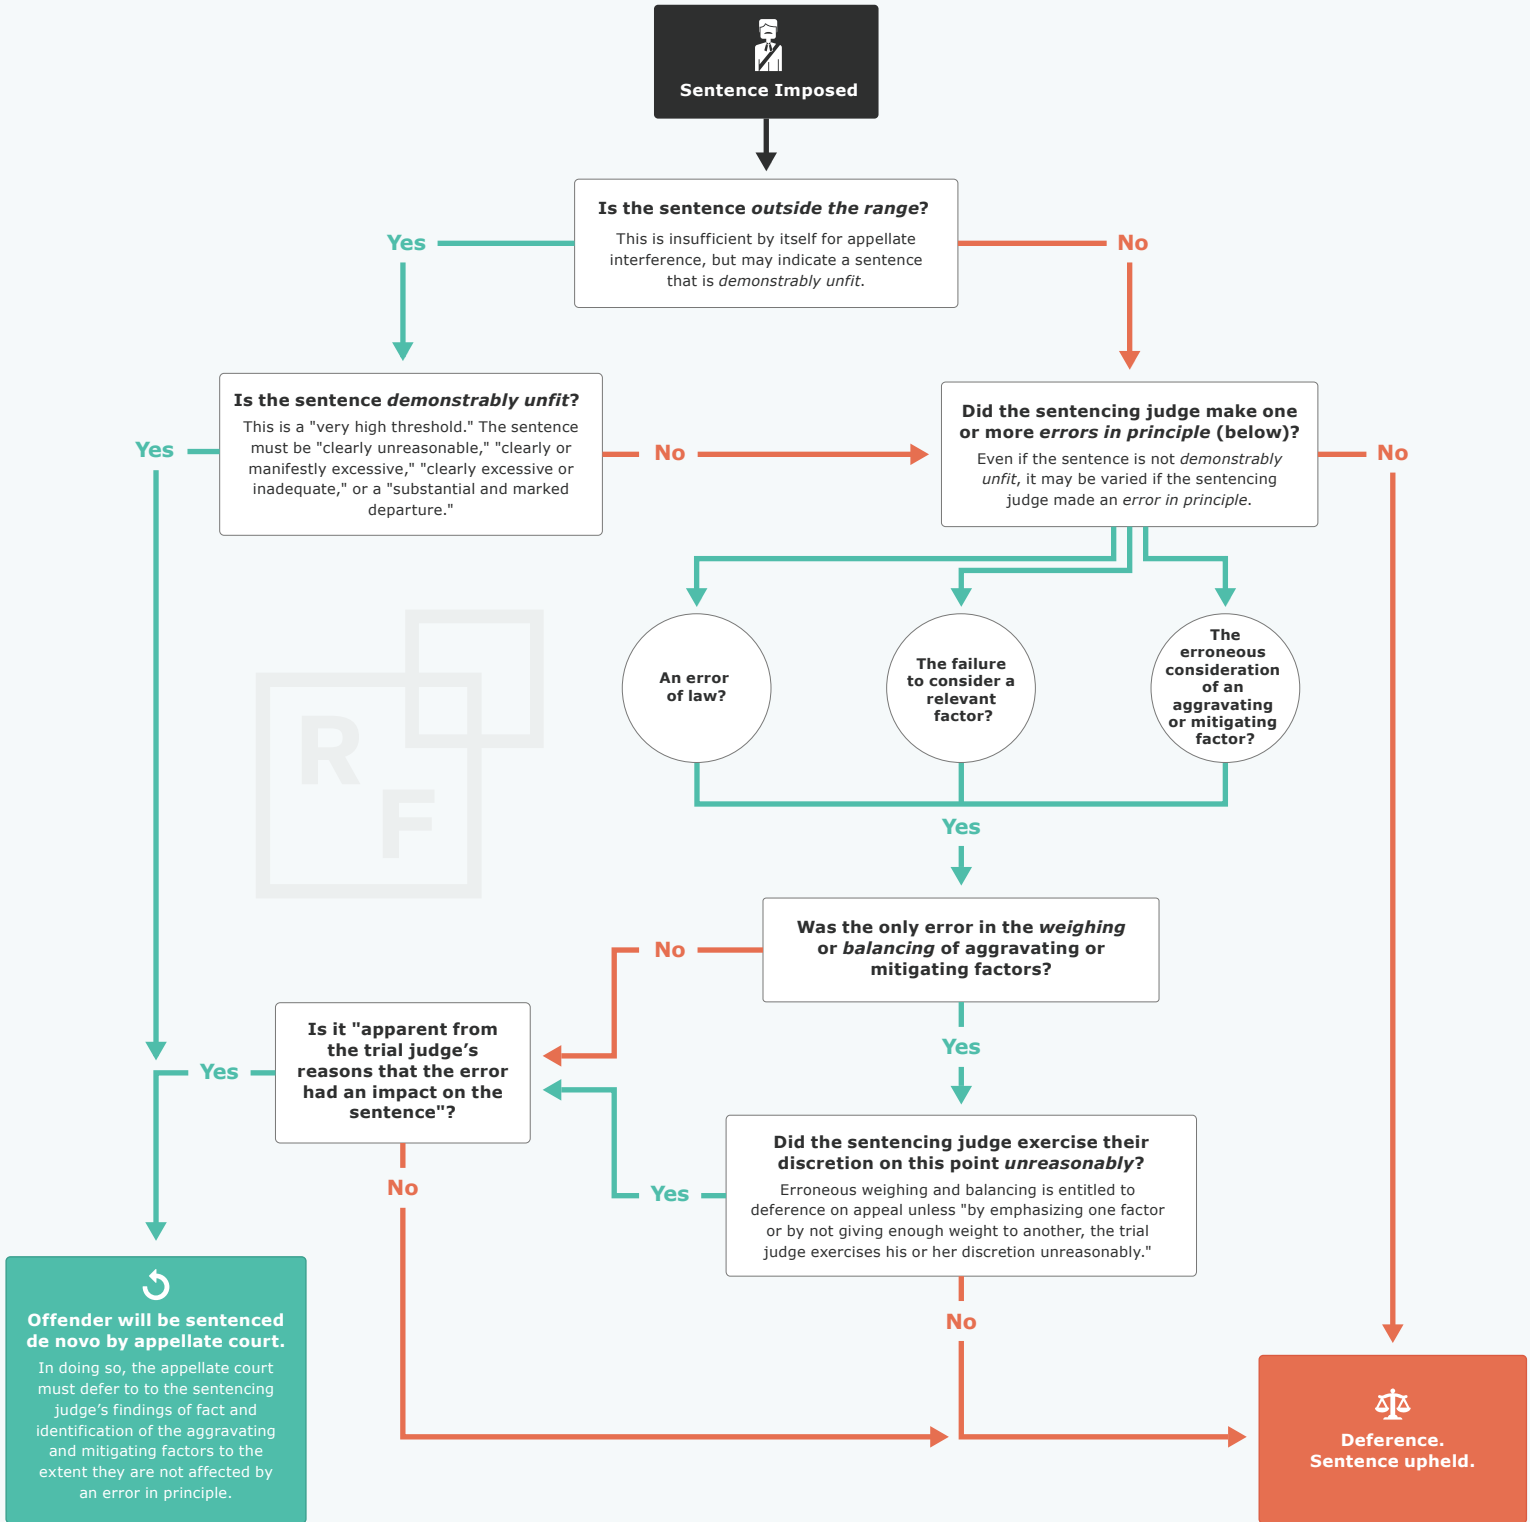 Sentence Imposed
Is the sentence outside the range?
This is insufficient by itself for appellate
interference, but may indicate a sentence
that is demonstrably unfit.
Yes
No
Is the sentence demonstrably unfit?
This is a "very high threshold." The sentence
must be "clearly unreasonable," "clearly or
manifestly excessive," "clearly excessive or
inadequate," or a "substantial and marked
departure."
Yes
No
Did the sentencing judge make one
or more errors in principle (below)?
Even if the sentence is not demonstrably
unfit, it may be varied if the sentencing
judge made an error in principle.
No
An error
of law?
The failure
to consider a
relevant
factor?
The
erroneous
consideration
of an
aggravating
or mitigating
factor?
R
F
Yes
Was the only error in the weighing
or balancing of aggravating or
mitigating factors?
No
Yes
Is it "apparent from
the trial judge’s
reasons that the error
had an impact on the
sentence"?
Yes
No
Did the sentencing judge exercise their
discretion on this point unreasonably?
Erroneous weighing and balancing is entitled to
deference on appeal unless "by emphasizing one factor
or by not giving enough weight to another, the trial
judge exercises his or her discretion unreasonably."
Yes
No
Offender will be sentenced
de novo by appellate court.
In doing so, the appellate court
must defer to to the sentencing
judge’s findings of fact and
identification of the aggravating
and mitigating factors to the
extent they are not affected by
an error in principle.
Deference.
Sentence upheld.